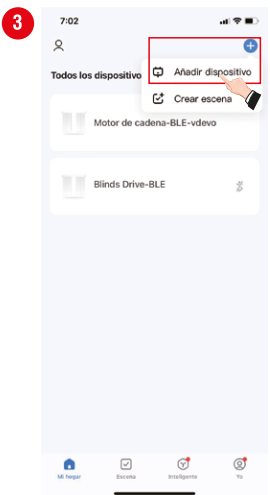 3
7:02
Añadir dispositivo
Todos los dispositivo
Crear escena
Motor de cadena-BLE-vdevo
Blinds Drive-BLE
Mi hogar
Escena
Inteligente
Yo